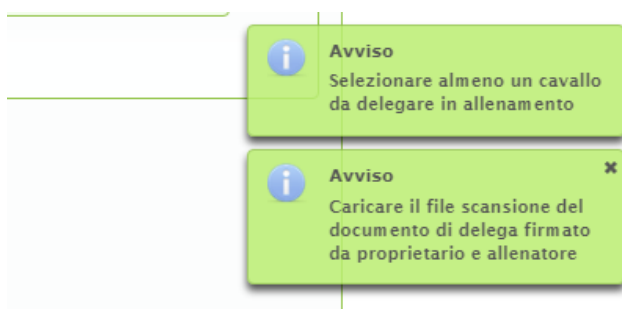 Avviso
Selezionare almeno un cavallo
da delegare in allenamento
Avviso
Caricare il file scansione del
documento di delega firmato
da proprietario e allenatore